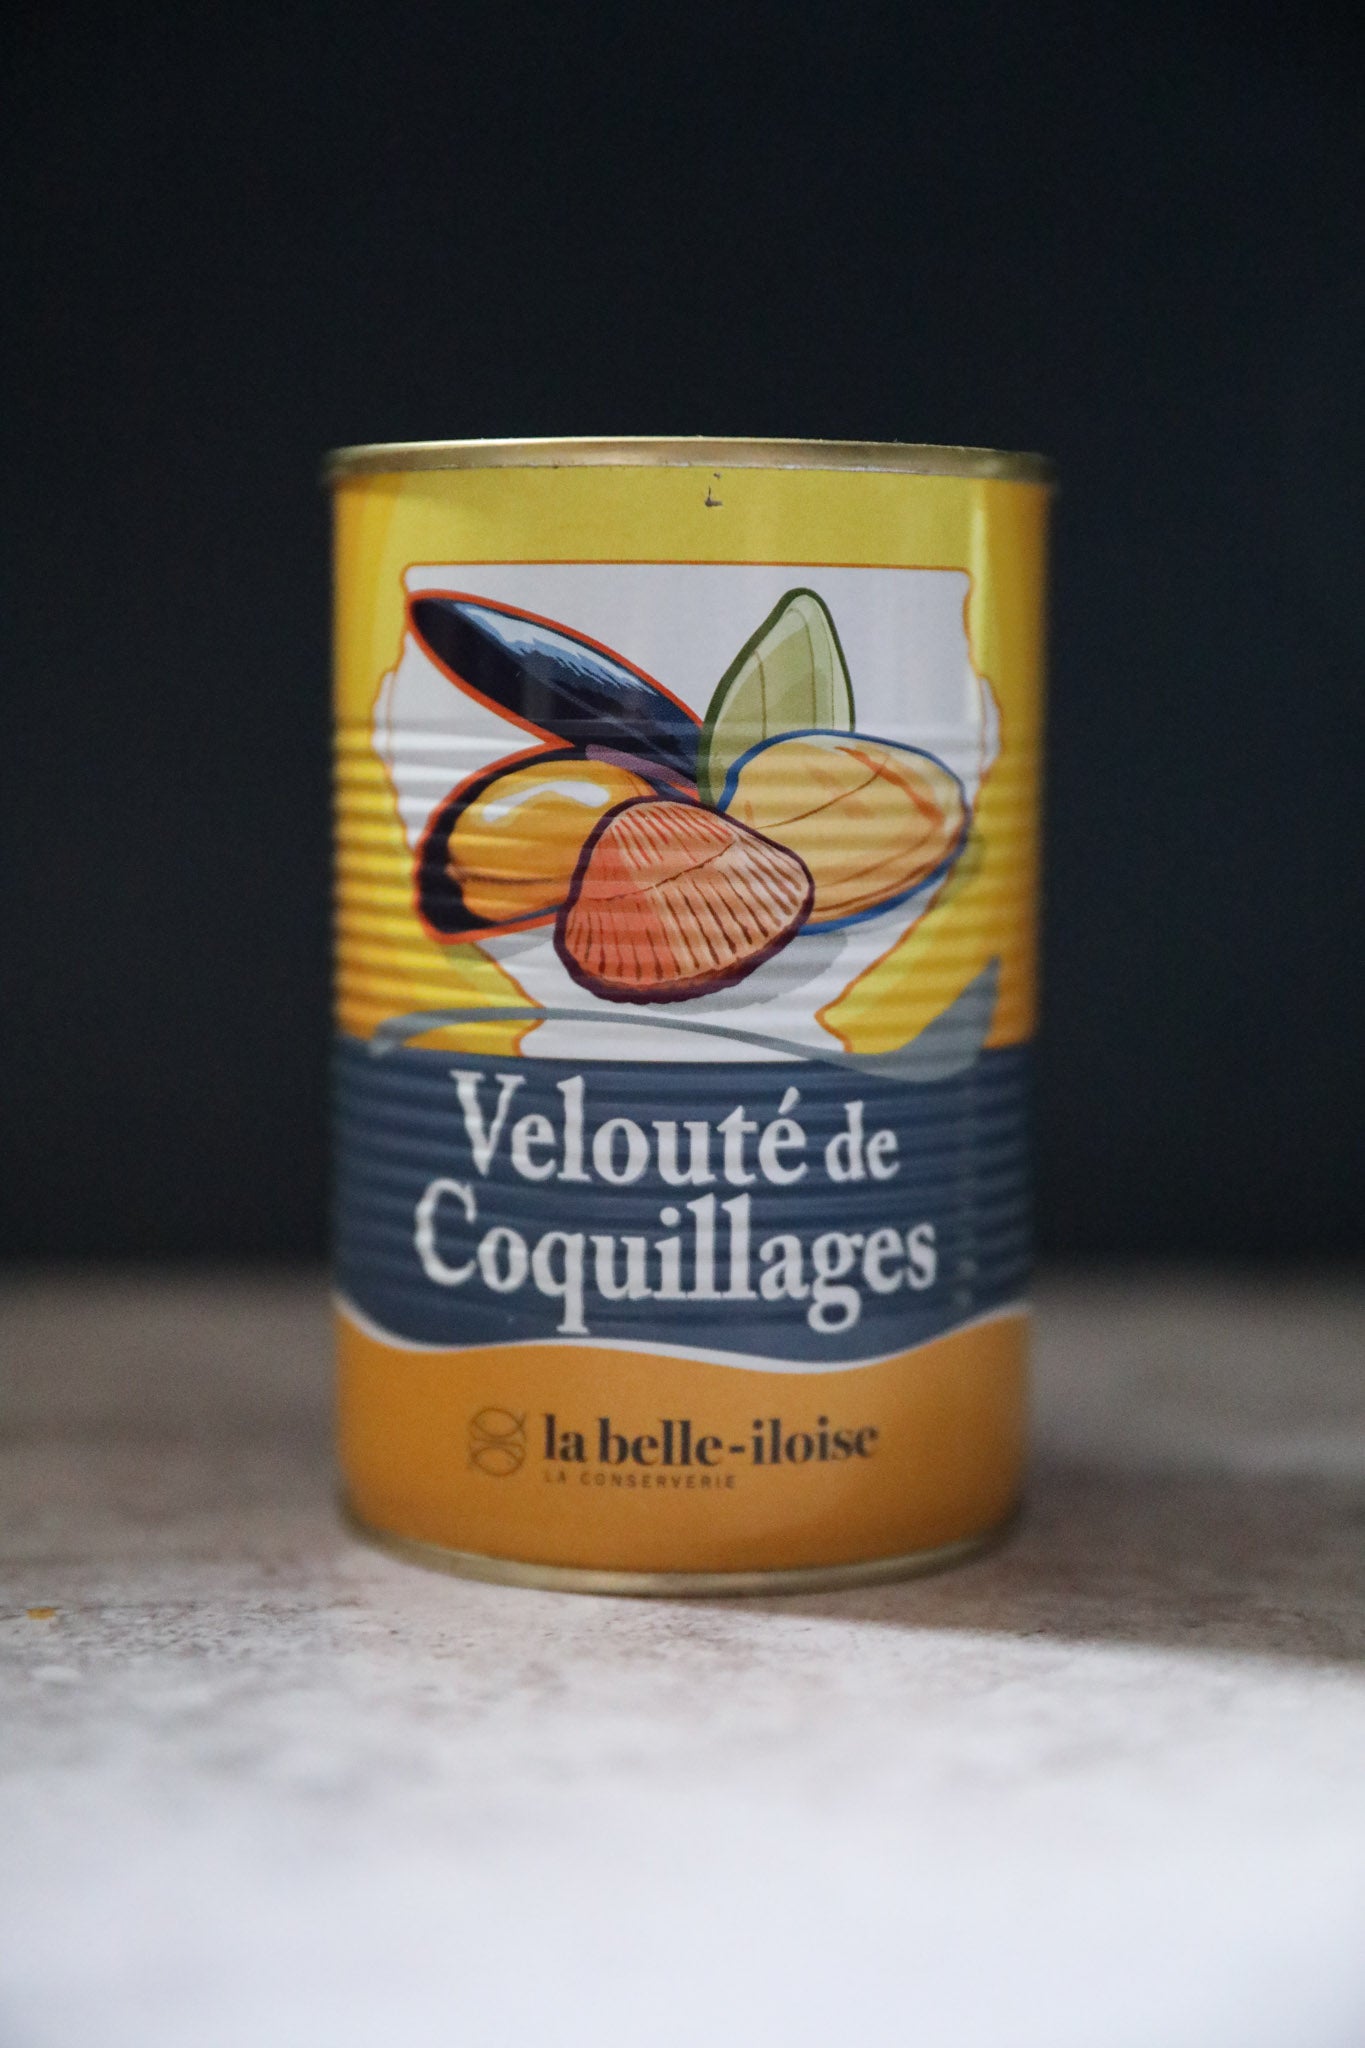 Velouté de
Coquillages
la belle-iloise
LA CONSERVERIE